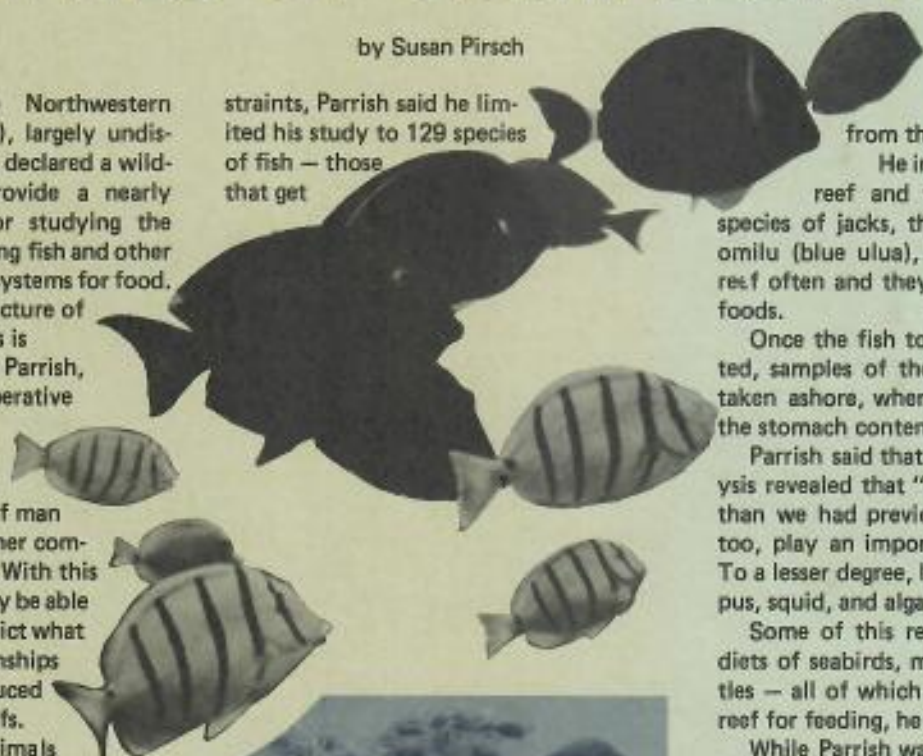 by Susan Pirsch
Northwestern
), largely undis-
declared a wild-
rovide a nearly
or studying the
ng fish and other
ystems for food.
cture of
s is
Parrish,
perative
f man
her com-
With this
y be able
ict what
nships
uced
fs.
imals
straints, Parrish said he lim-
ited his study to 129 species
of fish — those
that get
from th
He i
reef and
species of jacks, th
omilu (blue ulua),
reef often and they
foods.
Once the fish to
ted, samples of the
taken ashore, wher
the stomach conten
Parrish said that
ysis revealed that "
than we had previo
too, play an impor
To a lesser degree, l
pus, squid, and alga
Some of this re
diets of seabirds, m
tles — all of which
reef for feeding, he
While Parrish wa